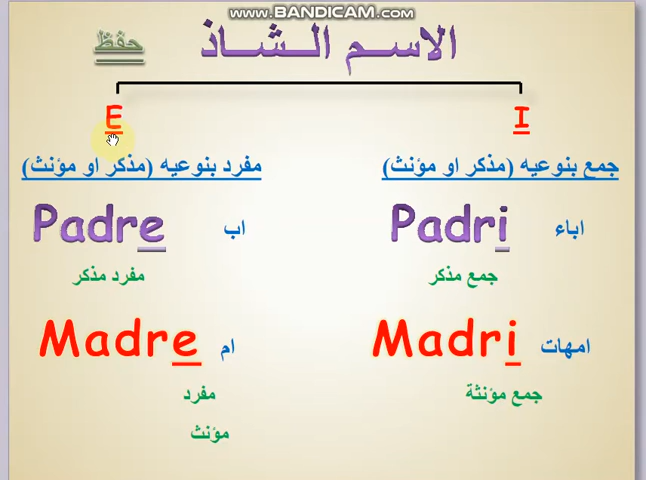 www.BANDICAM.com
الاسم الشاذ
حفظ
I
E
جمع بنوعيه (مذكر او مؤنث)
مفرد بنوعيه (مذكر او مؤنث)
Padri اباء
Padre اب
جمع مذكر
مفرد مذكر
Madri امهات
Madre ام
جمع مؤنثة
مفرد
مؤنث